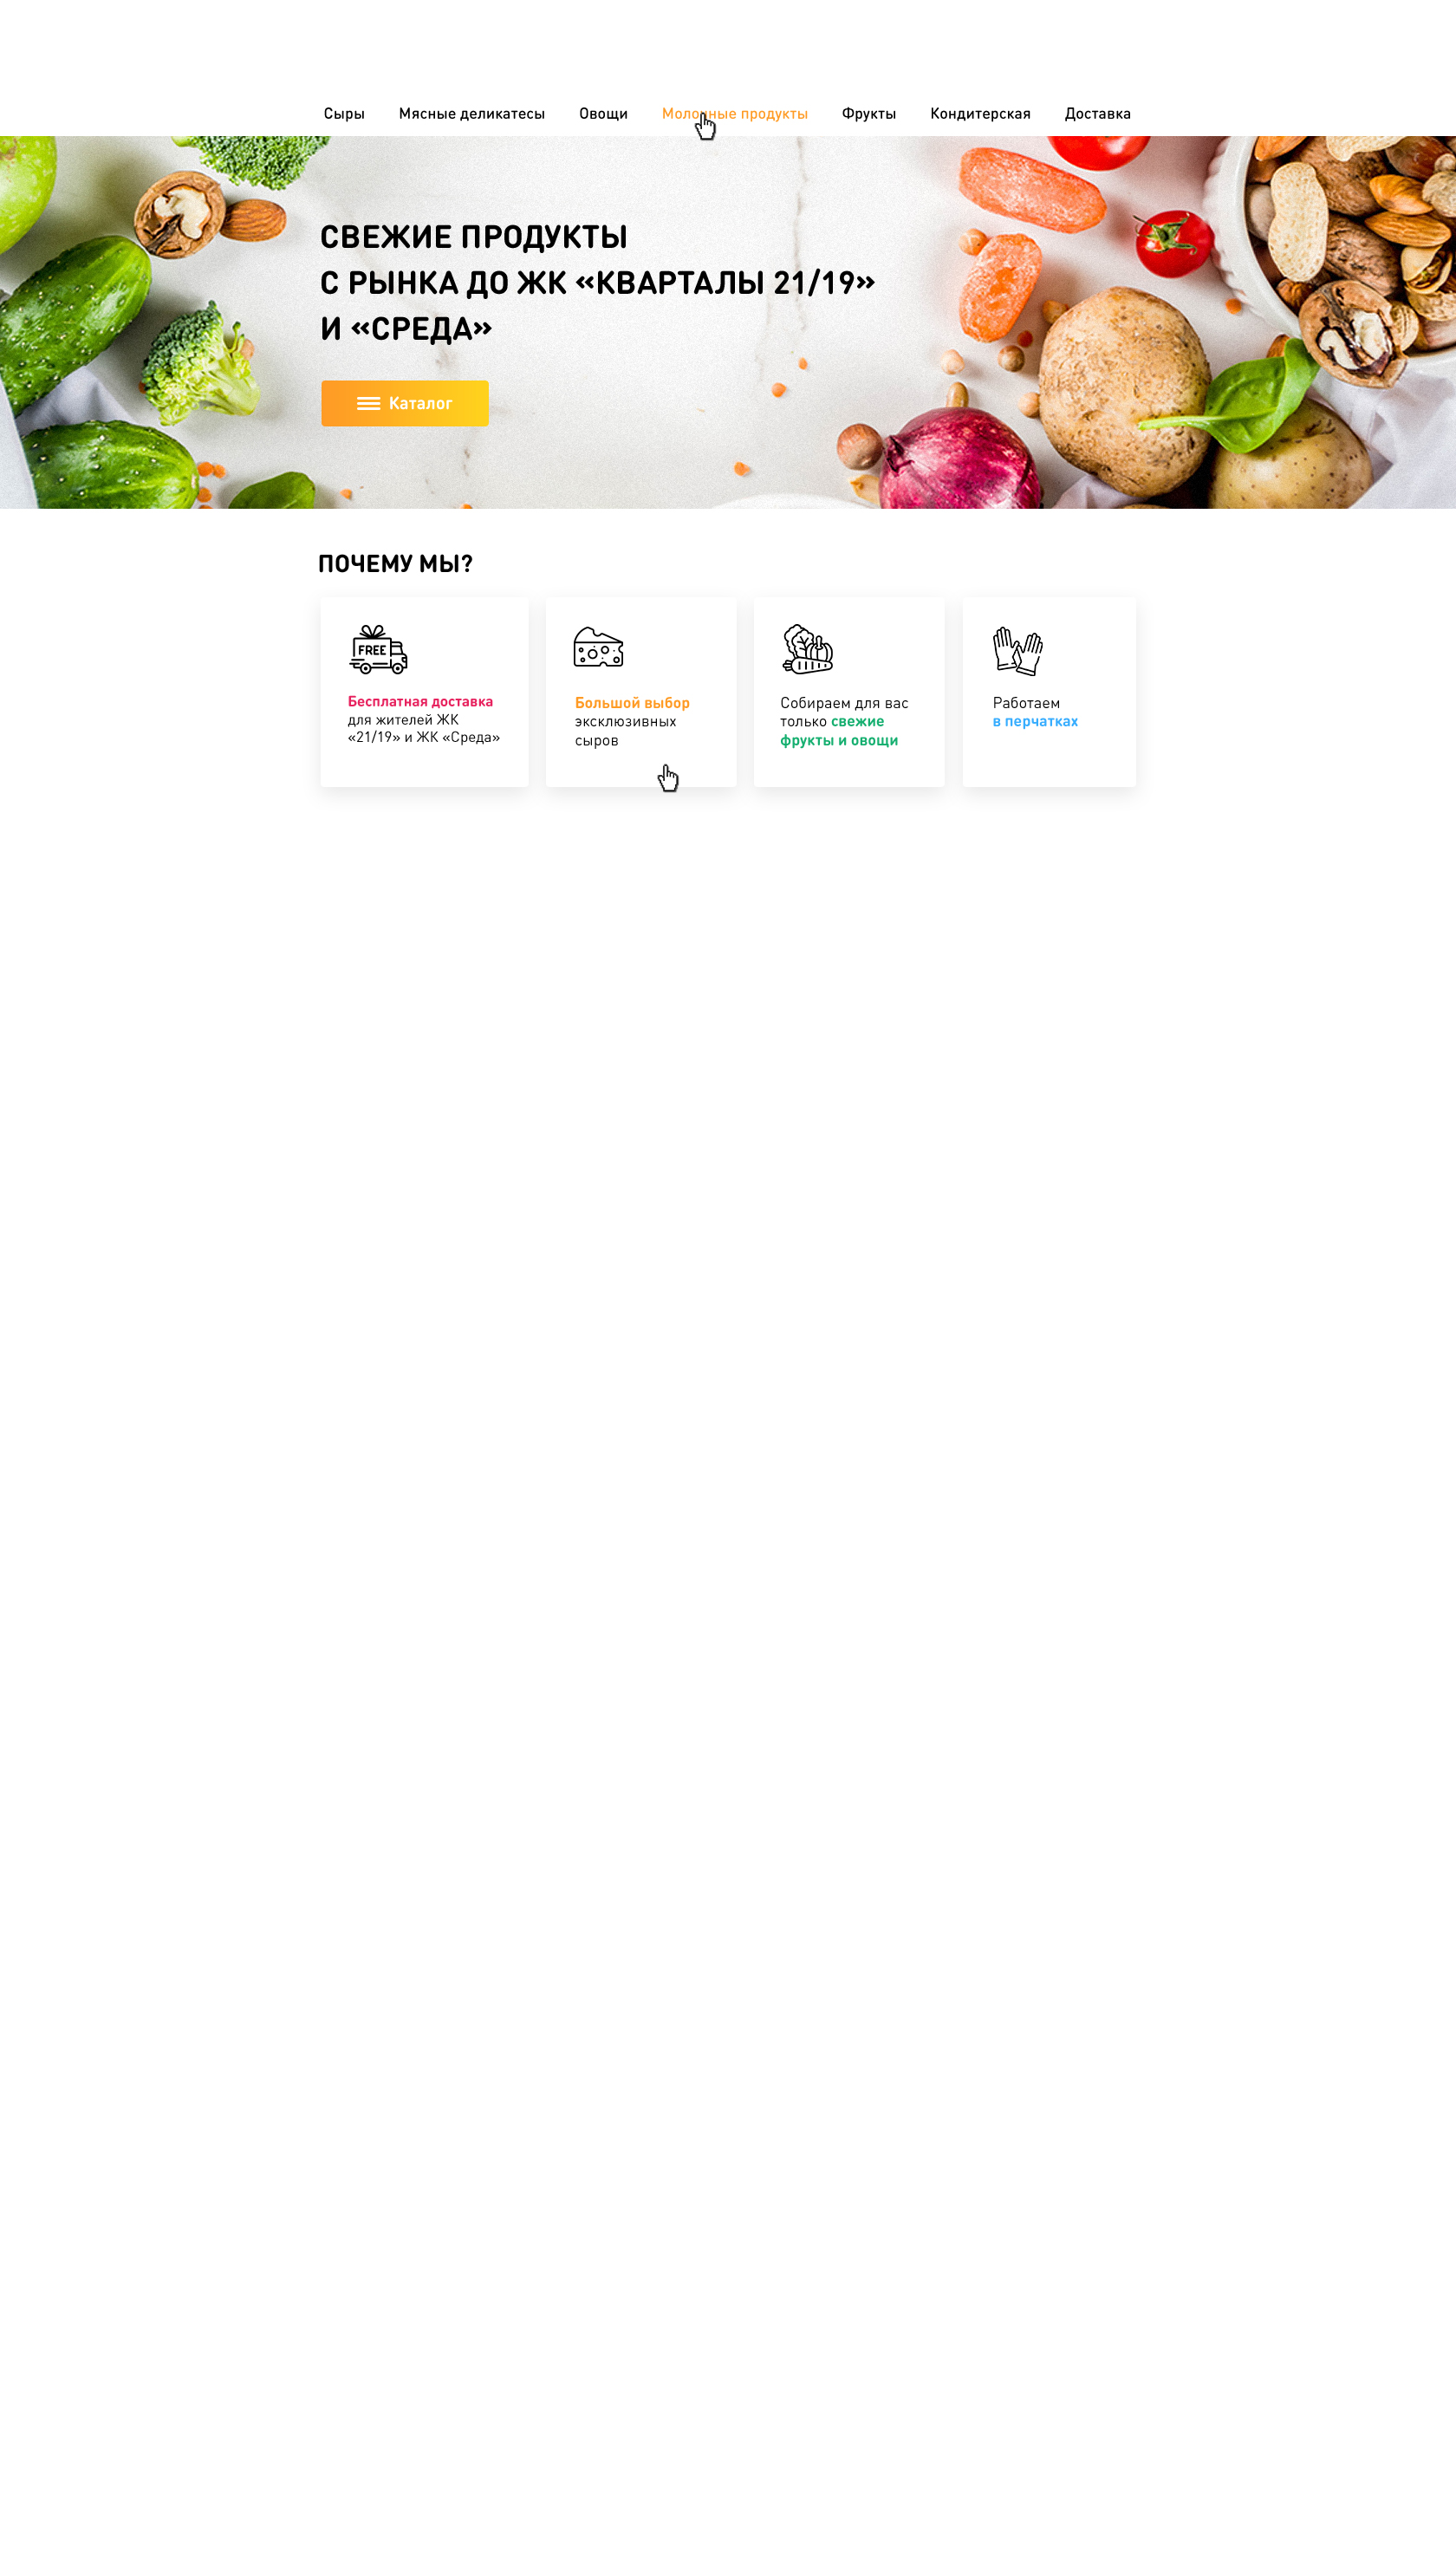 Сыры Мясные деликатесы Овощи Молочные продукты Фрукты Кондитерская Доставка
СВЕЖИЕ ПРОДУКТЫ
С РЫНКА ДО ЖК «КВАРТАЛЫ 21/19»
И «СРЕДА»
Каталог
ПОЧЕМУ МЫ?
FREE
Бесплатная доставка
для жителей ЖК
«21/19» и ЖК «Среда»
Большой выбор
эксклюзивных
сыров
Собираем для вас
только свежие
фрукты и овощи
Работаем
в перчатках